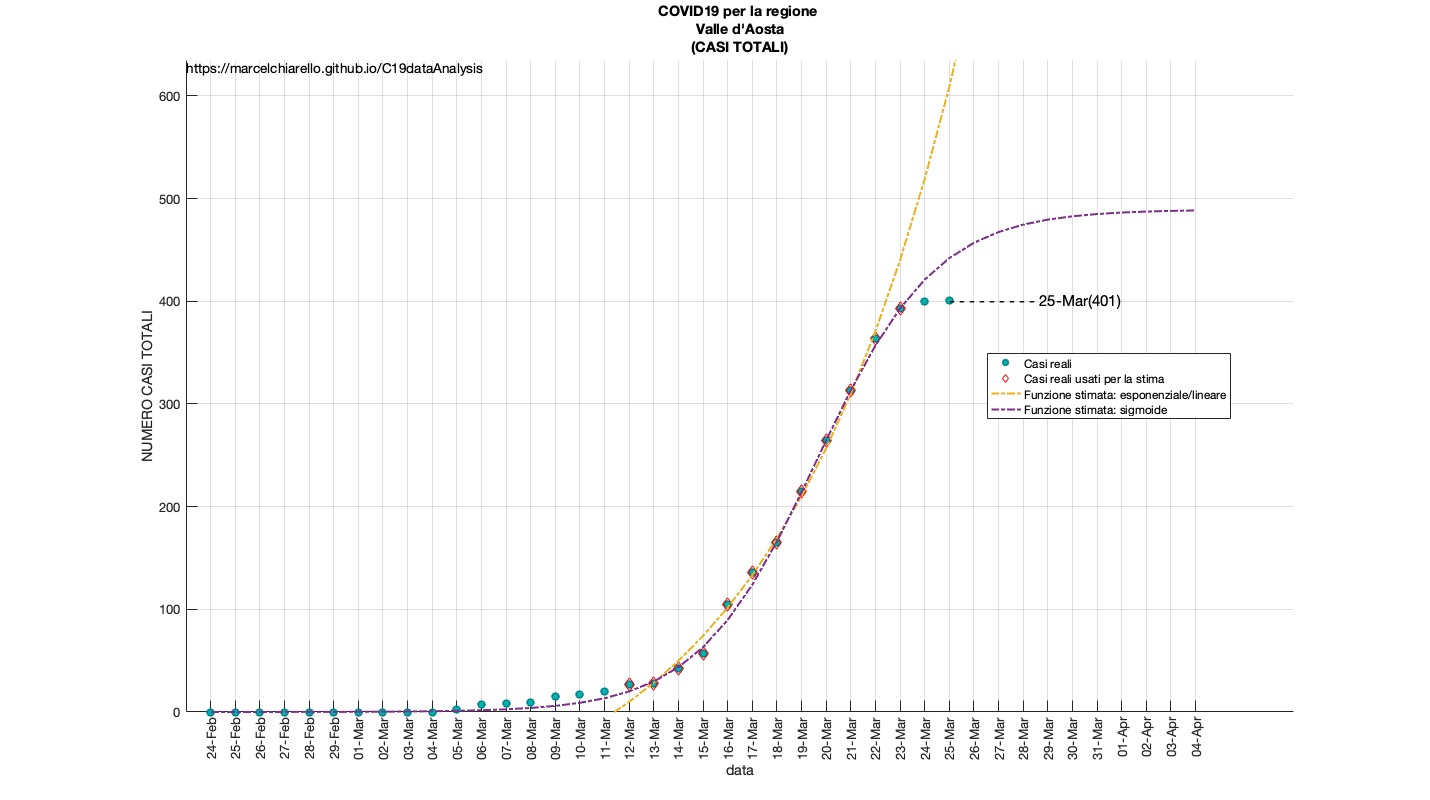 COVID19 per la regione
Valle d'Aosta
(CASI TOTALI)
https://marcelchiarello.github.io/C19dataAnalysis
600
500
400
300
200
100
0
NUMERO CASI TOTALI
25-Mar(401)
Casi reali
Casi reali usati per la stima
Funzione stimata: esponenziale/lineare
Funzione stimata: sigmoide
24-Feb
25-Feb
26-Feb
27-Feb
28-Feb
29-Feb
01-Mar
02-Mar
03-Mar
04-Mar
05-Mar
06-Mar
07-Mar
08-Mar
09-Mar
10-Mar
11-Mar
12-Mar
13-Mar
14-Mar
15-Mar
16-Mar
17-Mar
18-Mar
19-Mar
20-Mar
21-Mar
22-Mar
23-Mar
24-Mar
25-Mar
26-Mar
27-Mar
28-Mar
29-Mar
30-Mar
31-Mar
01-Apr
02-Apr
03-Apr
04-Apr
data